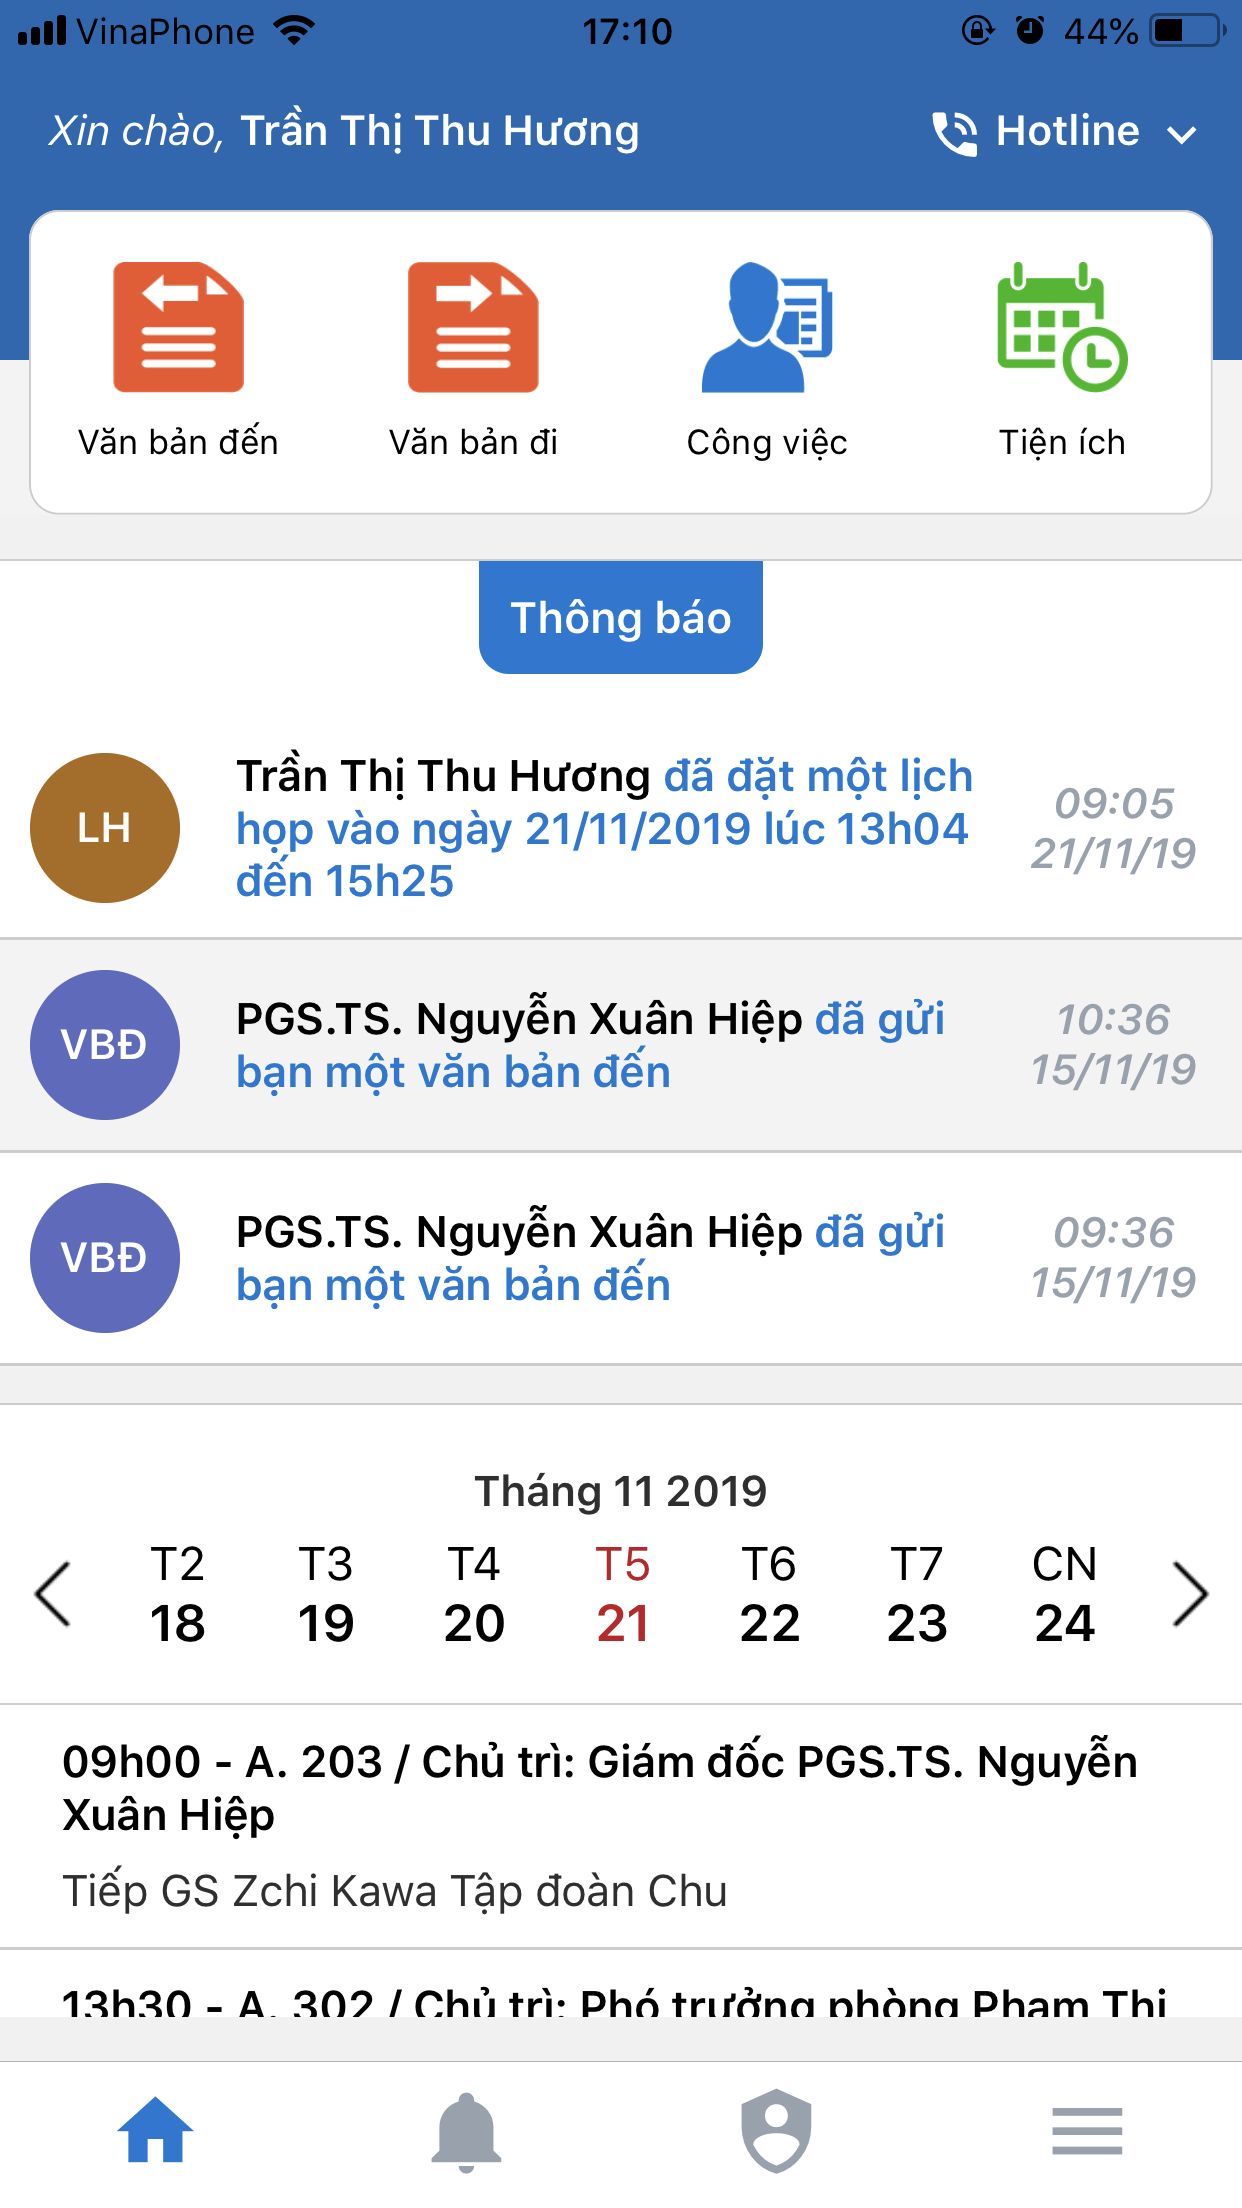 VinaPhone 17:10 44%
Xin chào, Trần Thị Thu Hương Hotline
Văn bản đến Văn bản đi Công việc Tiện ích
Thông báo
LH
Trần Thị Thu Hương đã đặt một lịch
họp vào ngày 21/11/2019 lúc 13h04
đến 15h25
09:05
21/11/19
VBĐ
PGS.TS. Nguyễn Xuân Hiệp đã gửi
bạn một văn bản đến
10:36
15/11/19
VBĐ
PGS.TS. Nguyễn Xuân Hiệp đã gửi
bạn một văn bản đến
09:36
15/11/19
Tháng 11 2019
T2 T3 T4 T5 T6 T7 CN
18 19 20 21 22 23 24
09h00 - A. 203 / Chủ trì: Giám đốc PGS.TS. Nguyễn
Xuân Hiệp
Tiếp GS Zchi Kawa Tập đoàn Chu
13h30 - A. 302 / Chủ trì: Phó trưởng phòng Phạm Thị